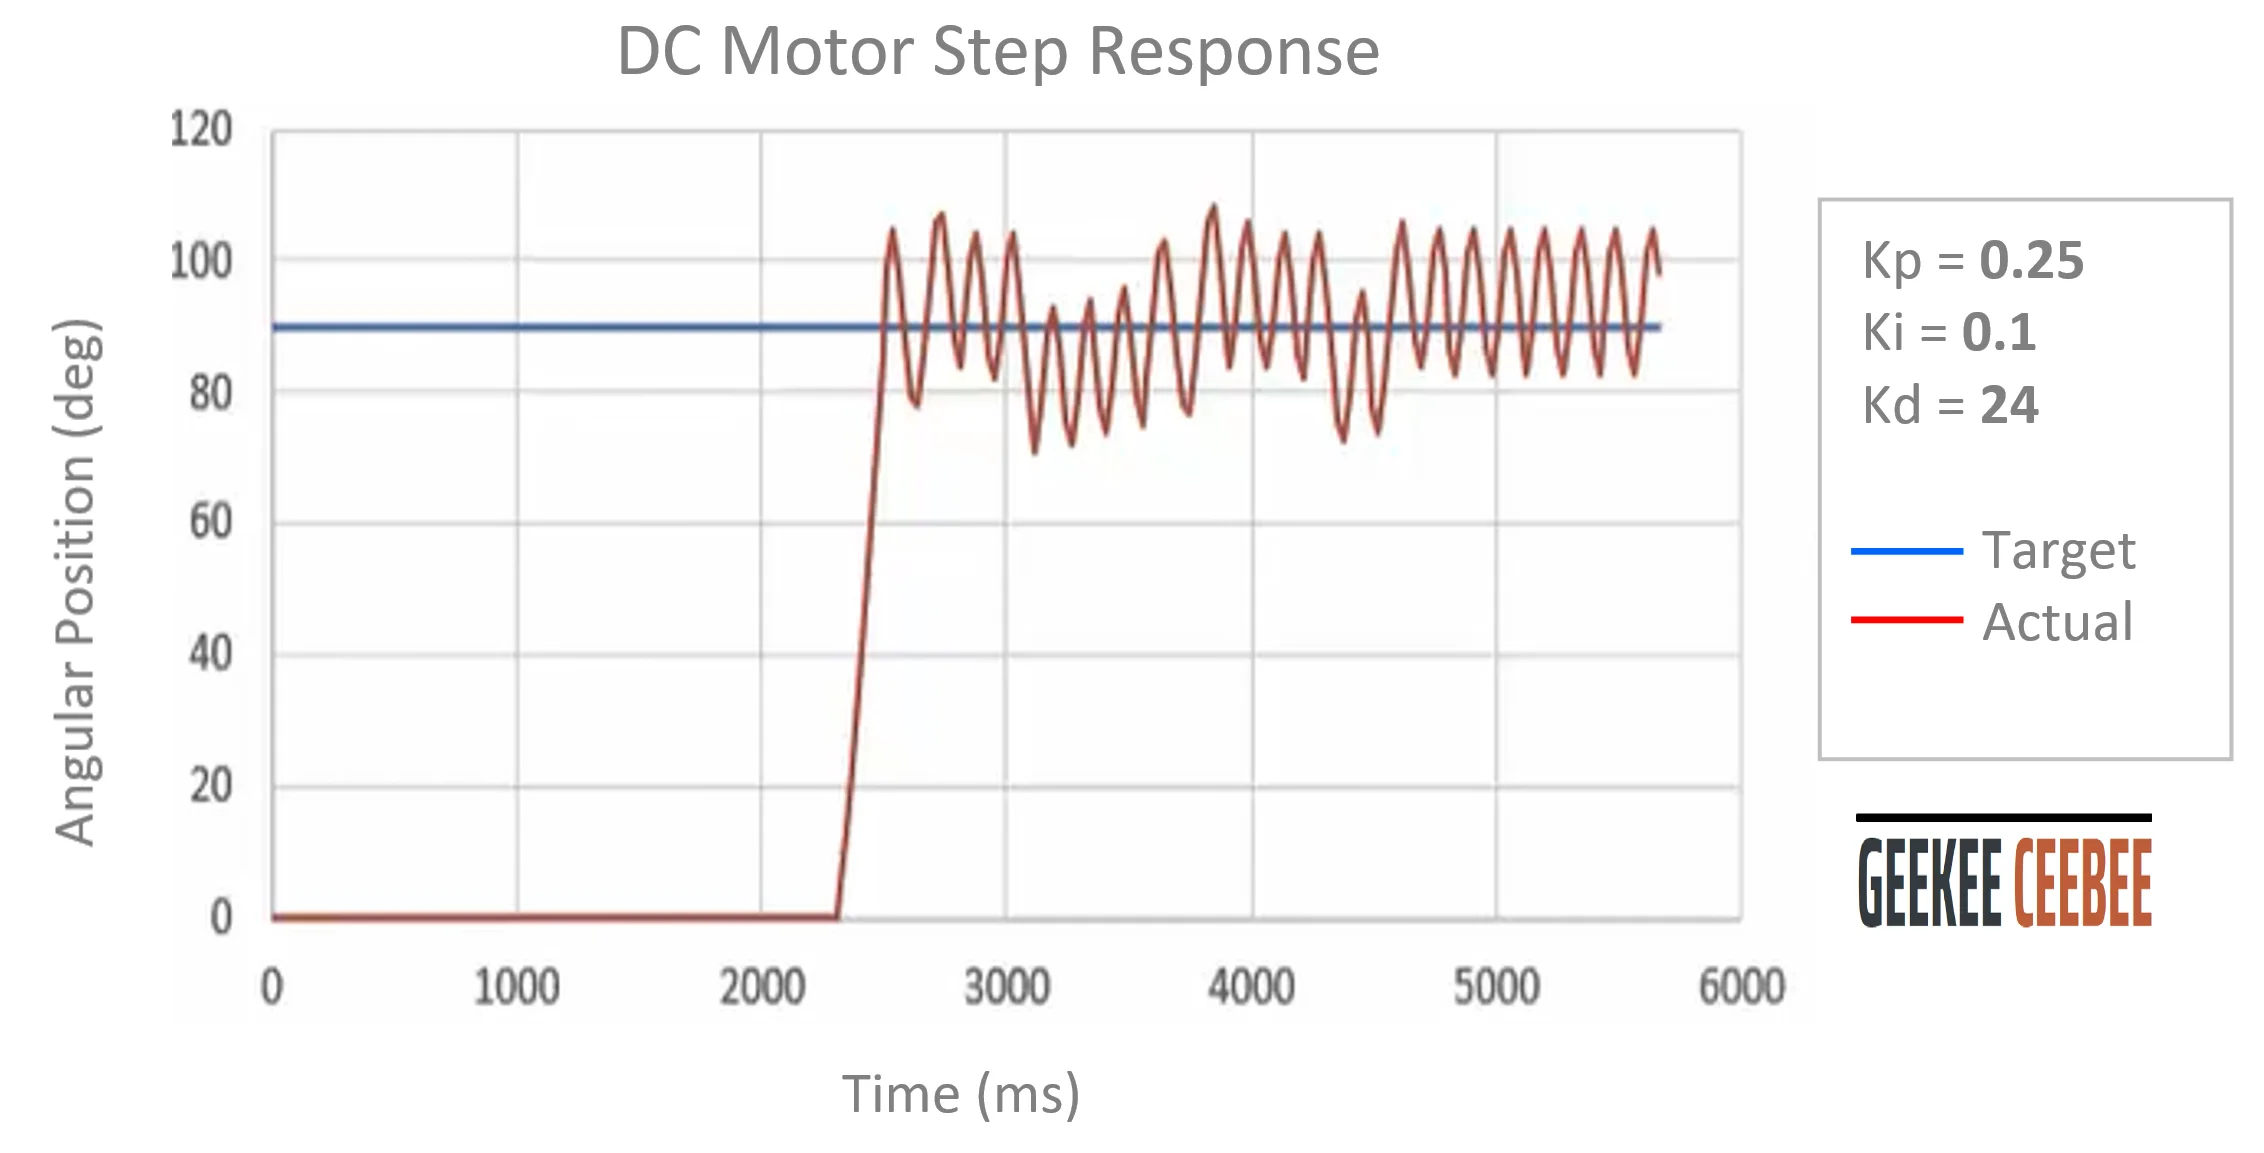 DC Motor Step Response
Angular Position (deg)
120
100
80
60
40
20
0
0 1000 2000 3000 4000 5000 6000
Time (ms)
Kp = 0.25
Ki = 0.1
Kd = 24
Target
Actual
GEEKEE CEEBEE